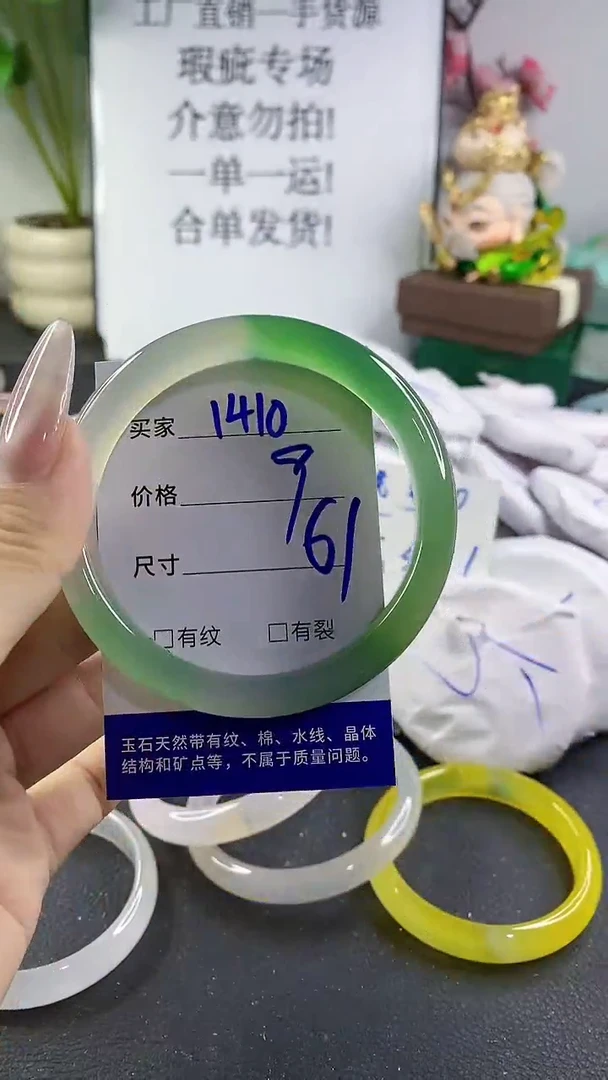 工厂直销一手货源
瑕疵专场
介意勿拍!
一单一运!
合单发货!
买家 1410
价格 9
尺寸 61
□有纹 □有裂
玉石天然带有纹、棉、水线、晶体
结构和矿点等，不属于质量问题。